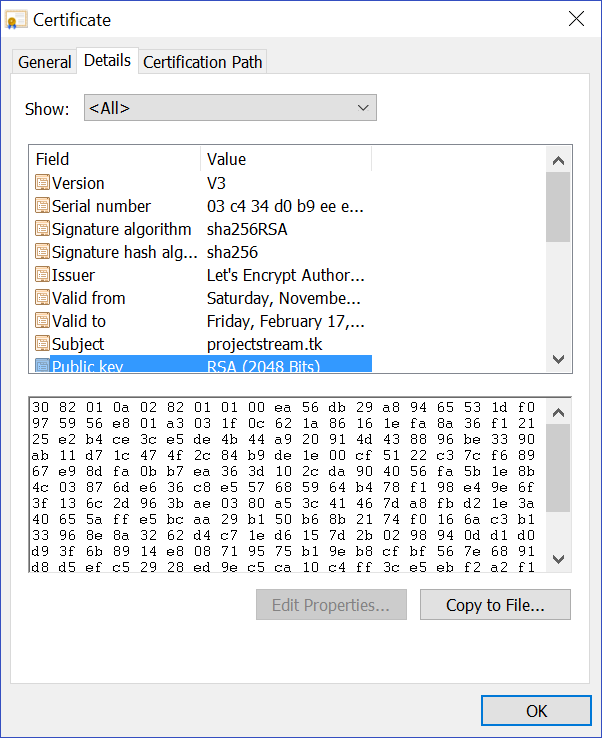 Certificate
General Details Certification Path
Show: <All>
Field Value
Version V3
Serial number 03 c4 34 d0 b9 ee e...
Signature algorithm sha256RSA
Signature hash alg... sha256
Issuer Let's Encrypt Author...
Valid from Saturday, Novembe...
Valid to Friday, February 17,...
Subject projectstream.tk
Public key RSA (2048 Bits)
30 82 01 0a 02 82 01 01 00 ea 56 db 29 a8 94 65 53 1d f0
97 59 56 e8 01 a3 03 1f 0c 62 1a 86 16 1e fa 8a 36 f1 21
25 e2 b4 ce 3c e5 de 4b 44 a9 20 91 4d 43 88 96 be 33 90
ab 11 d7 1c 47 4f 2c 84 b9 de 1e 00 cf 51 22 c3 7c f6 89
67 e9 8d fa 0b b7 ea 36 3d 10 2c da 90 40 56 fa 5b 1e 8b
4c 03 87 6d e6 36 c8 e5 57 68 59 64 b4 78 f1 98 e4 9e 6f
3f 13 6c 2d 96 3b ae 03 80 a5 3c 41 46 7d a8 fb d2 1e 3a
40 65 5a ff e5 bc aa 29 b1 50 b6 8b 21 74 f0 16 6a c3 b1
33 96 8e 8a 32 62 d4 c7 1e d6 15 7d 2b 02 98 94 0d d1 d0
d9 3f 6b 89 14 e8 08 71 95 75 b1 9e b8 cf bf 56 7e 68 91
d8 d5 ef c5 29 28 ed 9e c5 ca 10 c4 ff 3c e5 eb f2 a2 f1
Edit Properties... Copy to File...
OK